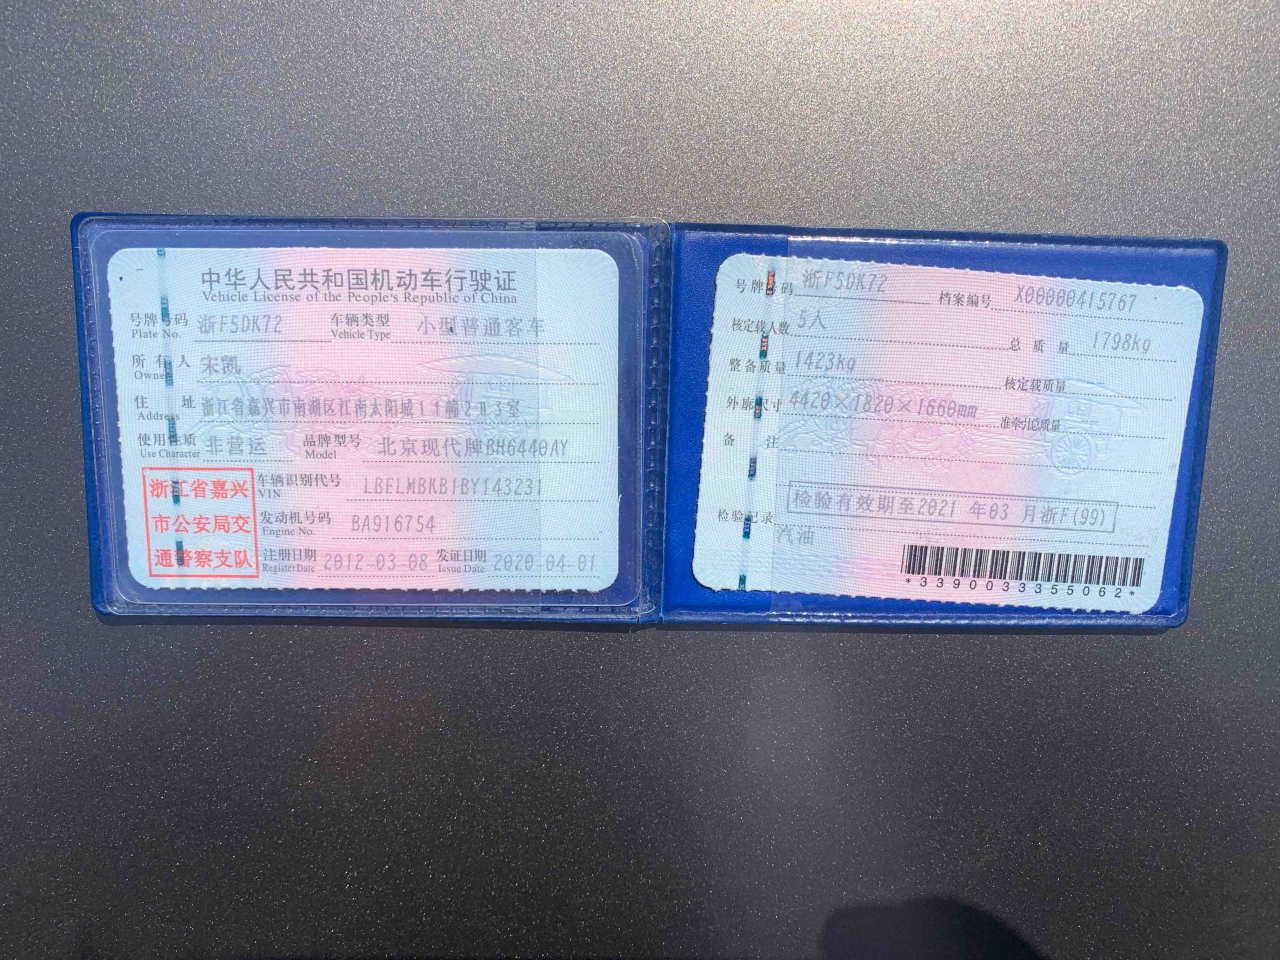 中华人民共和国机动车行驶证
Vehicle License of the People's Republic of China
号牌号码 浙F5DK72 车辆类型 小型普通客车
Plate No. Vehicle Type
所有人 宋凯
Owner
住址 浙江省嘉兴市南湖区江南太阳城11幢203室
Address
使用性质 非营运 品牌型号 北京现代牌BH6440AY
Use Character Model
浙江省嘉兴
市公安局交
通警察支队
车辆识别代号 LBELMBKB1BY143231
VIN
发动机号码 BA916754
Engine No.
注册日期 2012-03-08 发证日期 2020-04-01
Register Date Issue Date
号牌号码 浙F5DK72 档案编号 X00000415767
核定载人数 5人 总质量 1798kg
整备质量 1423kg 核定载质量
外廓尺寸 4420×1820×1660mm 准牵引总质量
备注
检验有效期至2021 年03 月浙F(99)
检验记录
汽油
*3390033355062*